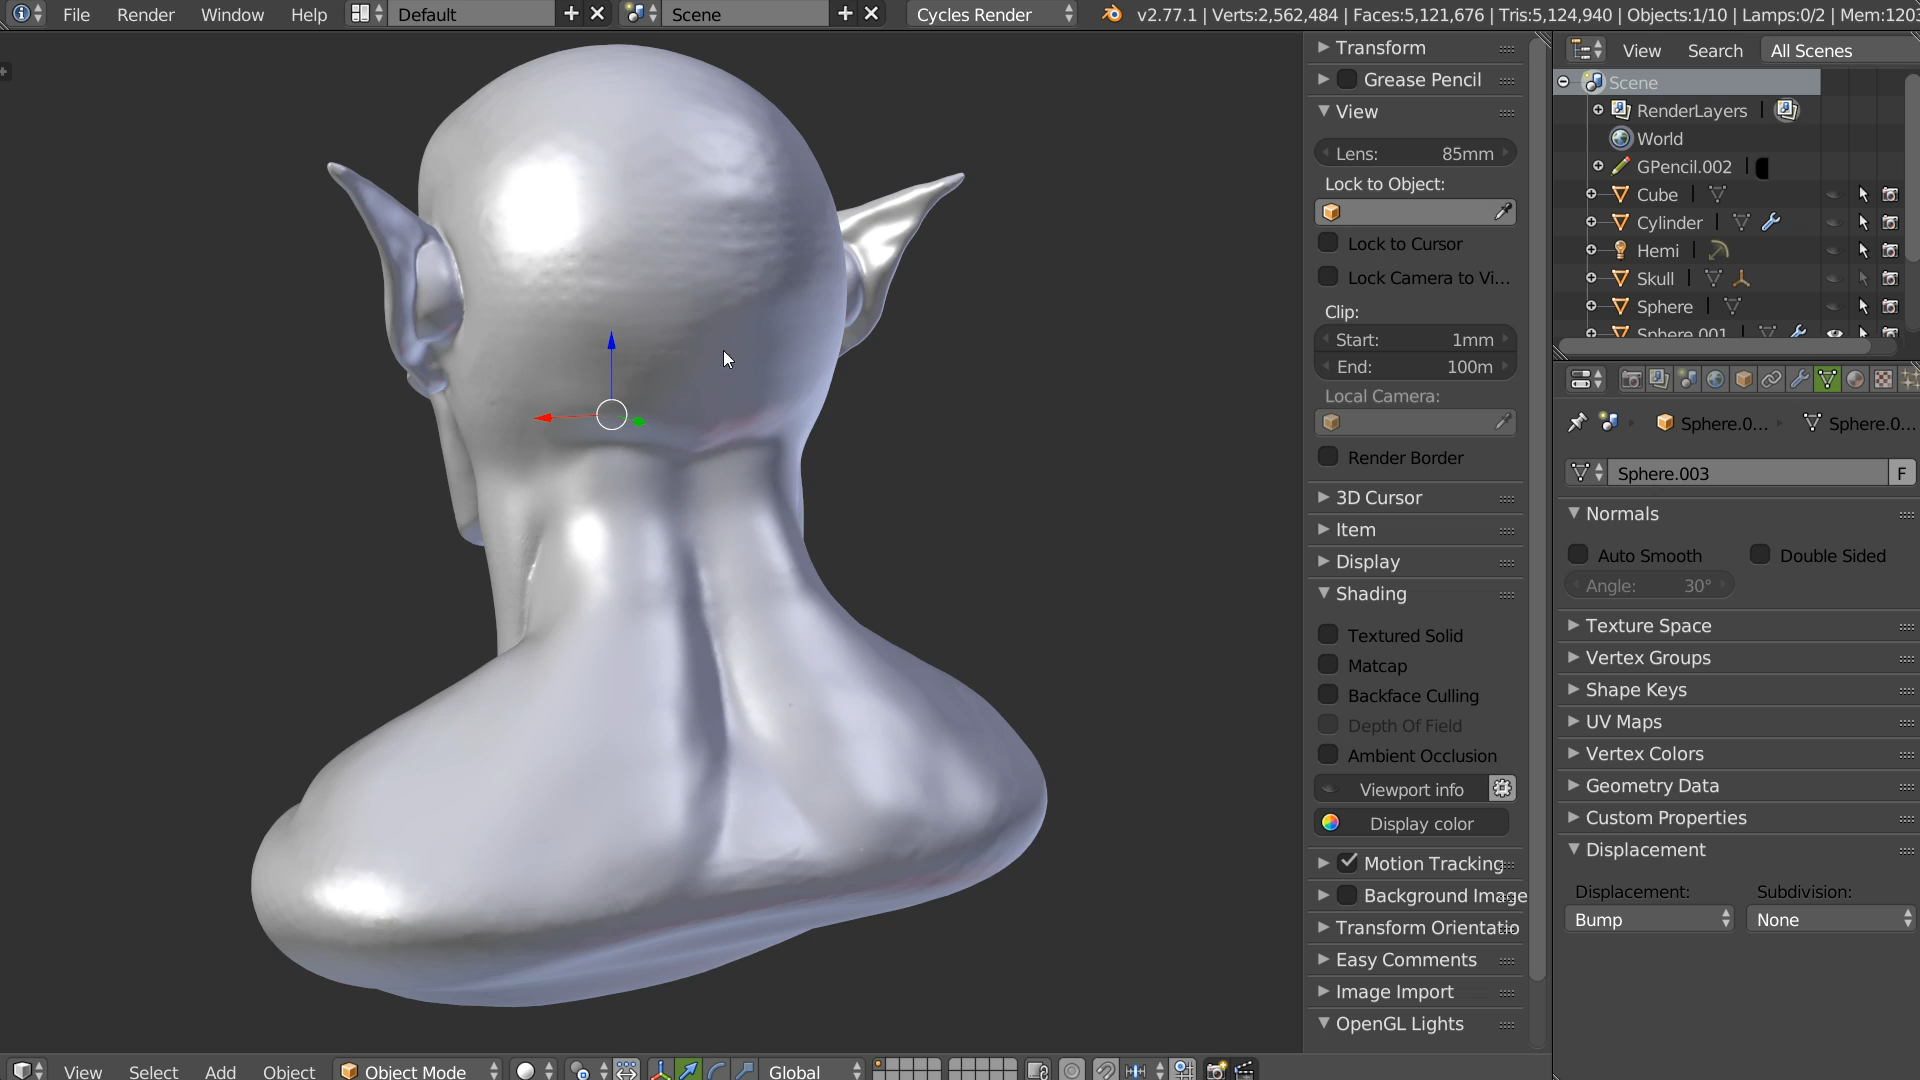 File Render Window Help Default Scene Cycles Render v2.77.1 | Verts:2,562,484 | Faces:5,121,676 | Tris:5,124,940 | Objects:1/10 | Lamps:0/2 |
Transform
Grease Pencil
View
Lens: 85mm
Lock to Object:
Lock to Cursor
Lock Camera to Vi...
Clip:
Start: 1mm
End: 100m
Local Camera:
Render Border
3D Cursor
Item
Display
Shading
Textured Solid
Matcap
Backface Culling
Depth Of Field
Ambient Occlusion
Viewport info
Display color
Motion Tracking
Background Image
Transform Orientatio
Easy Comments
Image Import
OpenGL Lights
View Search All Scenes
Scene
RenderLayers
World
GPencil.002
Cube
Cylinder
Hemi
Skull
Sphere
Sphere.001
Sphere.0... Sphere.0...
Sphere.003 F
Normals
Auto Smooth Double Sided
Angle: 30°
Texture Space
Vertex Groups
Shape Keys
UV Maps
Vertex Colors
Geometry Data
Custom Properties
Displacement
Displacement: Subdivision:
Bump None
View Select Add Object Object Mode Global